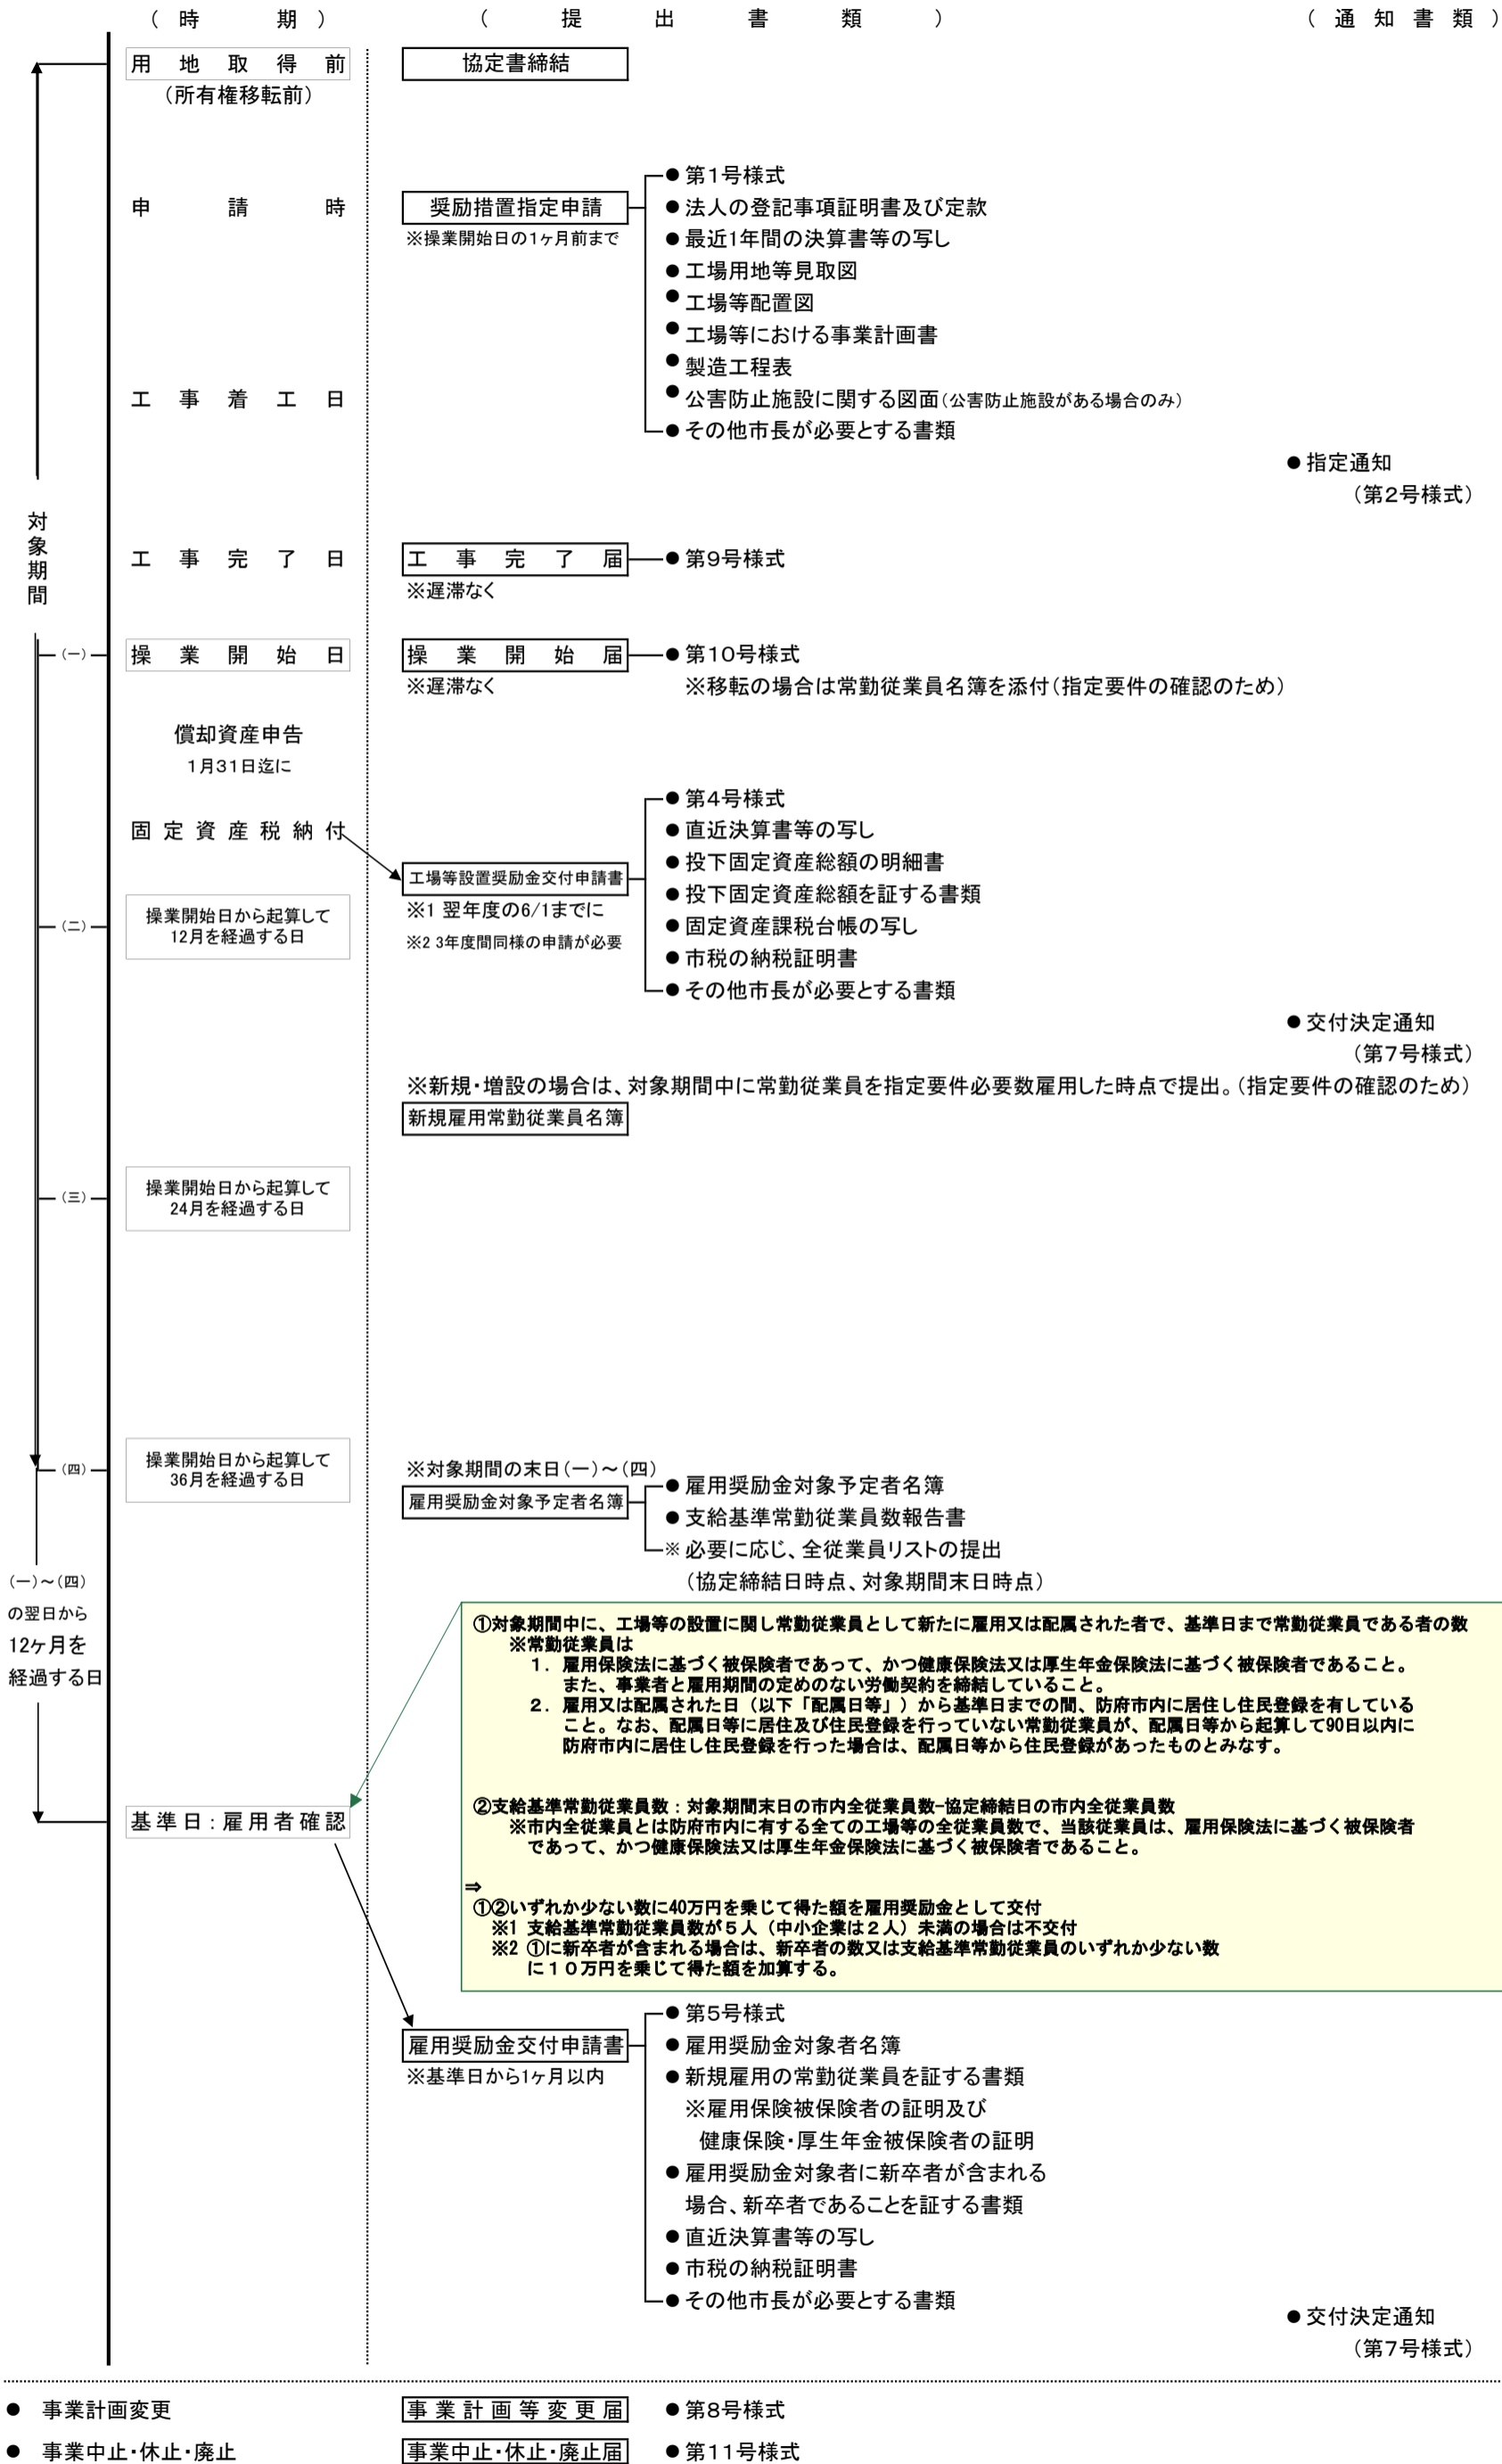 （時期）　（提出書類）　（通知書類）
用地取得前　協定書締結
（所有権移転前）
● 第1号様式
申請時　奨励措置指定申請　● 法人の登記事項証明書及び定款
※操業開始日の1ヶ月前まで　● 最近1年間の決算書等の写し
● 工場用地等見取図
● 工場等配置図
● 工場等における事業計画書
● 製造工程表
工事着工日　● 公害防止施設に関する図面（公害防止施設がある場合のみ）
● その他市長が必要とする書類
● 指定通知
（第2号様式）
対象期間
工事完了日　工事完了届　● 第9号様式
※遅滞なく
（一）　操業開始日　操業開始届　● 第10号様式
※遅滞なく　※移転の場合は常勤従業員名簿を添付（指定要件の確認のため）
償却資産申告
1月31日迄に
● 第4号様式
固定資産税納付　● 直近決算書等の写し
● 投下固定資産総額の明細書
工場等設置奨励金交付申請書　● 投下固定資産総額を証する書類
※1 翌年度の6/1までに　● 固定資産課税台帳の写し
※2 3年度間同様の申請が必要　● 市税の納税証明書
（二）　操業開始日から起算して
12月を経過する日
● その他市長が必要とする書類
● 交付決定通知
（第7号様式）
※新規・増設の場合は、対象期間中に常勤従業員を指定要件必要数雇用した時点で提出。（指定要件の確認のため）
新規雇用常勤従業員名簿
（三）　操業開始日から起算して
24月を経過する日
（四）　操業開始日から起算して
36月を経過する日
※対象期間の末日（一）～（四）
雇用奨励金対象予定者名簿　● 雇用奨励金対象予定者名簿
● 支給基準常勤従業員数報告書
※ 必要に応じ、全従業員リストの提出
（協定締結日時点、対象期間末日時点）
（一）～（四）
の翌日から
12ヶ月を
経過する日
①対象期間中に、工場等の設置に関し常勤従業員として新たに雇用又は配属された者で、基準日まで常勤従業員である者の数
※常勤従業員は
１．雇用保険法に基づく被保険者であって、かつ健康保険法又は厚生年金保険法に基づく被保険者であること。
また、事業者と雇用期間の定めのない労働契約を締結していること。
２．雇用又は配属された日（以下「配属日等」）から基準日までの間、防府市内に居住し住民登録を有している
こと。なお、配属日等に居住及び住民登録を行っていない常勤従業員が、配属日等から起算して90日以内に
防府市内に居住し住民登録を行った場合は、配属日等から住民登録があったものとみなす。
基準日：雇用者確認
②支給基準常勤従業員数：対象期間末日の市内全従業員数-協定締結日の市内全従業員数
※市内全従業員とは防府市内に有する全ての工場等の全従業員数で、当該従業員は、雇用保険法に基づく被保険者
であって、かつ健康保険法又は厚生年金保険法に基づく被保険者であること。
⇒
①②いずれか少ない数に40万円を乗じて得た額を雇用奨励金として交付
※1 支給基準常勤従業員数が５人（中小企業は２人）未満の場合は不交付
※2 ①に新卒者が含まれる場合は、新卒者の数又は支給基準常勤従業員のいずれか少ない数
に１０万円を乗じて得た額を加算する。
● 第5号様式
雇用奨励金交付申請書　● 雇用奨励金対象者名簿
※基準日から1ヶ月以内　● 新規雇用の常勤従業員を証する書類
※雇用保険被保険者の証明及び
健康保険・厚生年金被保険者の証明
● 雇用奨励金対象者に新卒者が含まれる
場合、新卒者であることを証する書類
● 直近決算書等の写し
● 市税の納税証明書
● その他市長が必要とする書類
● 交付決定通知
（第7号様式）
● 事業計画変更　事業計画等変更届　● 第8号様式
● 事業中止・休止・廃止　事業中止・休止・廃止届　● 第11号様式